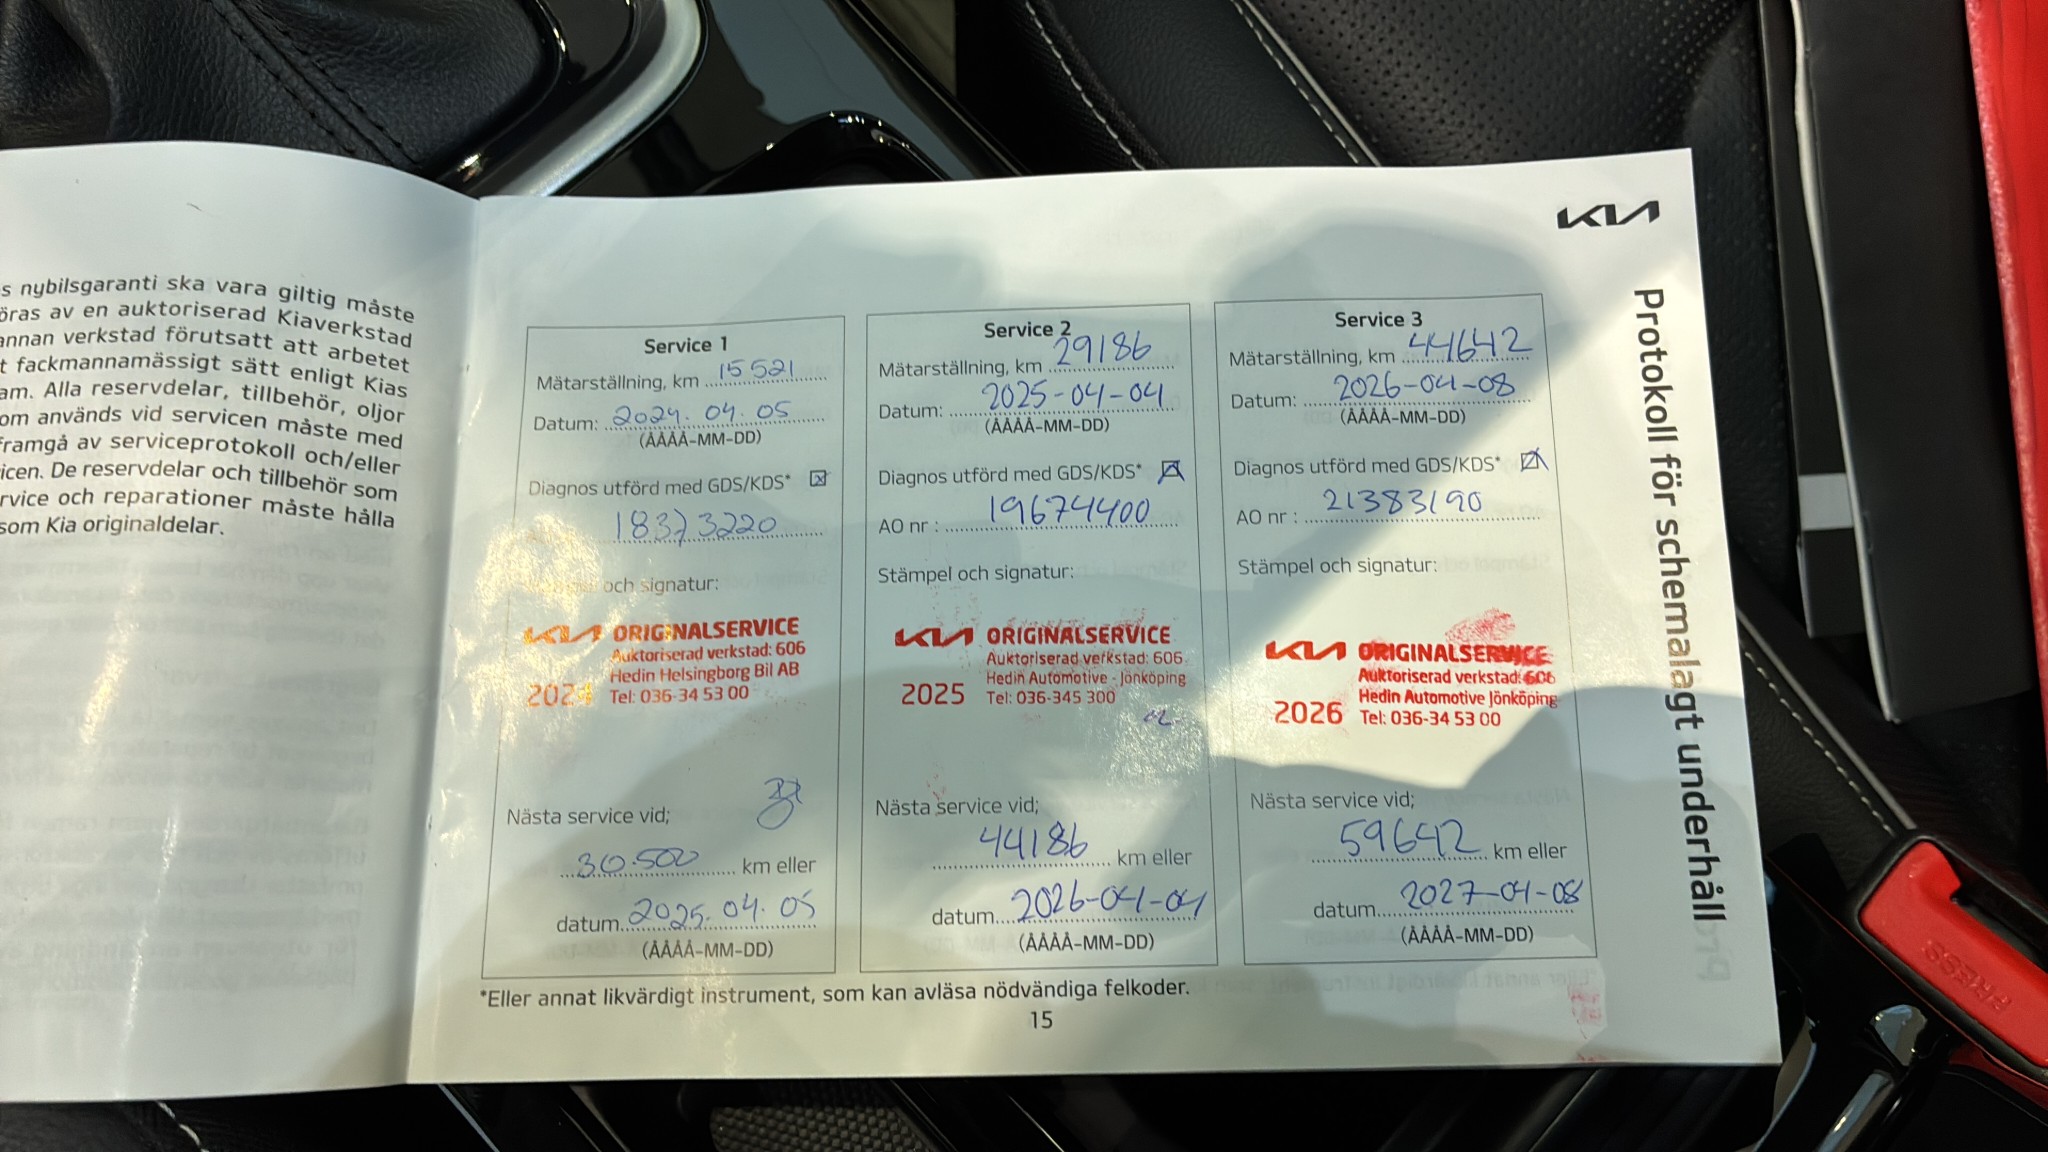 s nybilsgaranti ska vara giltig måste
öras av en auktoriserad Kiaverkstad
annan verkstad förutsatt att arbetet
t fackmannamässigt sätt enligt Kias
am. Alla reservdelar, tillbehör, oljor
om används vid servicen måste med
framgå av serviceprotokoll och/eller
icen. De reservdelar och tillbehör som
rvice och reparationer måste hålla
som Kia originaldelar.
KIA
Protokoll för schemalagt underhåll
Service 1
Mätarställning, km 15521
Datum: 2024.04.05
(ÅÅÅÅ-MM-DD)
Diagnos utförd med GDS/KDS*
18373220
och signatur:
KIA ORIGINALSERVICE
Auktoriserad verkstad: 606
Hedin Helsingborg Bil AB
2024 Tel: 036-34 53 00
Nästa service vid;
30.500 km eller
datum 2025.04.05
(ÅÅÅÅ-MM-DD)
Service 2
Mätarställning, km 29186
Datum: 2025-04-04
(ÅÅÅÅ-MM-DD)
Diagnos utförd med GDS/KDS*
AO nr : 19674400
Stämpel och signatur:
KIA ORIGINALSERVICE
Auktoriserad verkstad: 606
Hedin Automotive - Jönköping
2025 Tel: 036-345 300
Nästa service vid;
44186 km eller
datum 2026-04-04
(ÅÅÅÅ-MM-DD)
Service 3
Mätarställning, km 44642
Datum: 2026-04-08
(ÅÅÅÅ-MM-DD)
Diagnos utförd med GDS/KDS*
AO nr : 21383190
Stämpel och signatur:
KIA ORIGINALSERVICE
Auktoriserad verkstad: 606
Hedin Automotive Jönköping
2026 Tel: 036-34 53 00
Nästa service vid;
59642 km eller
datum 2027-04-08
(ÅÅÅÅ-MM-DD)
*Eller annat likvärdigt instrument, som kan avläsa nödvändiga felkoder.
15
PRESS